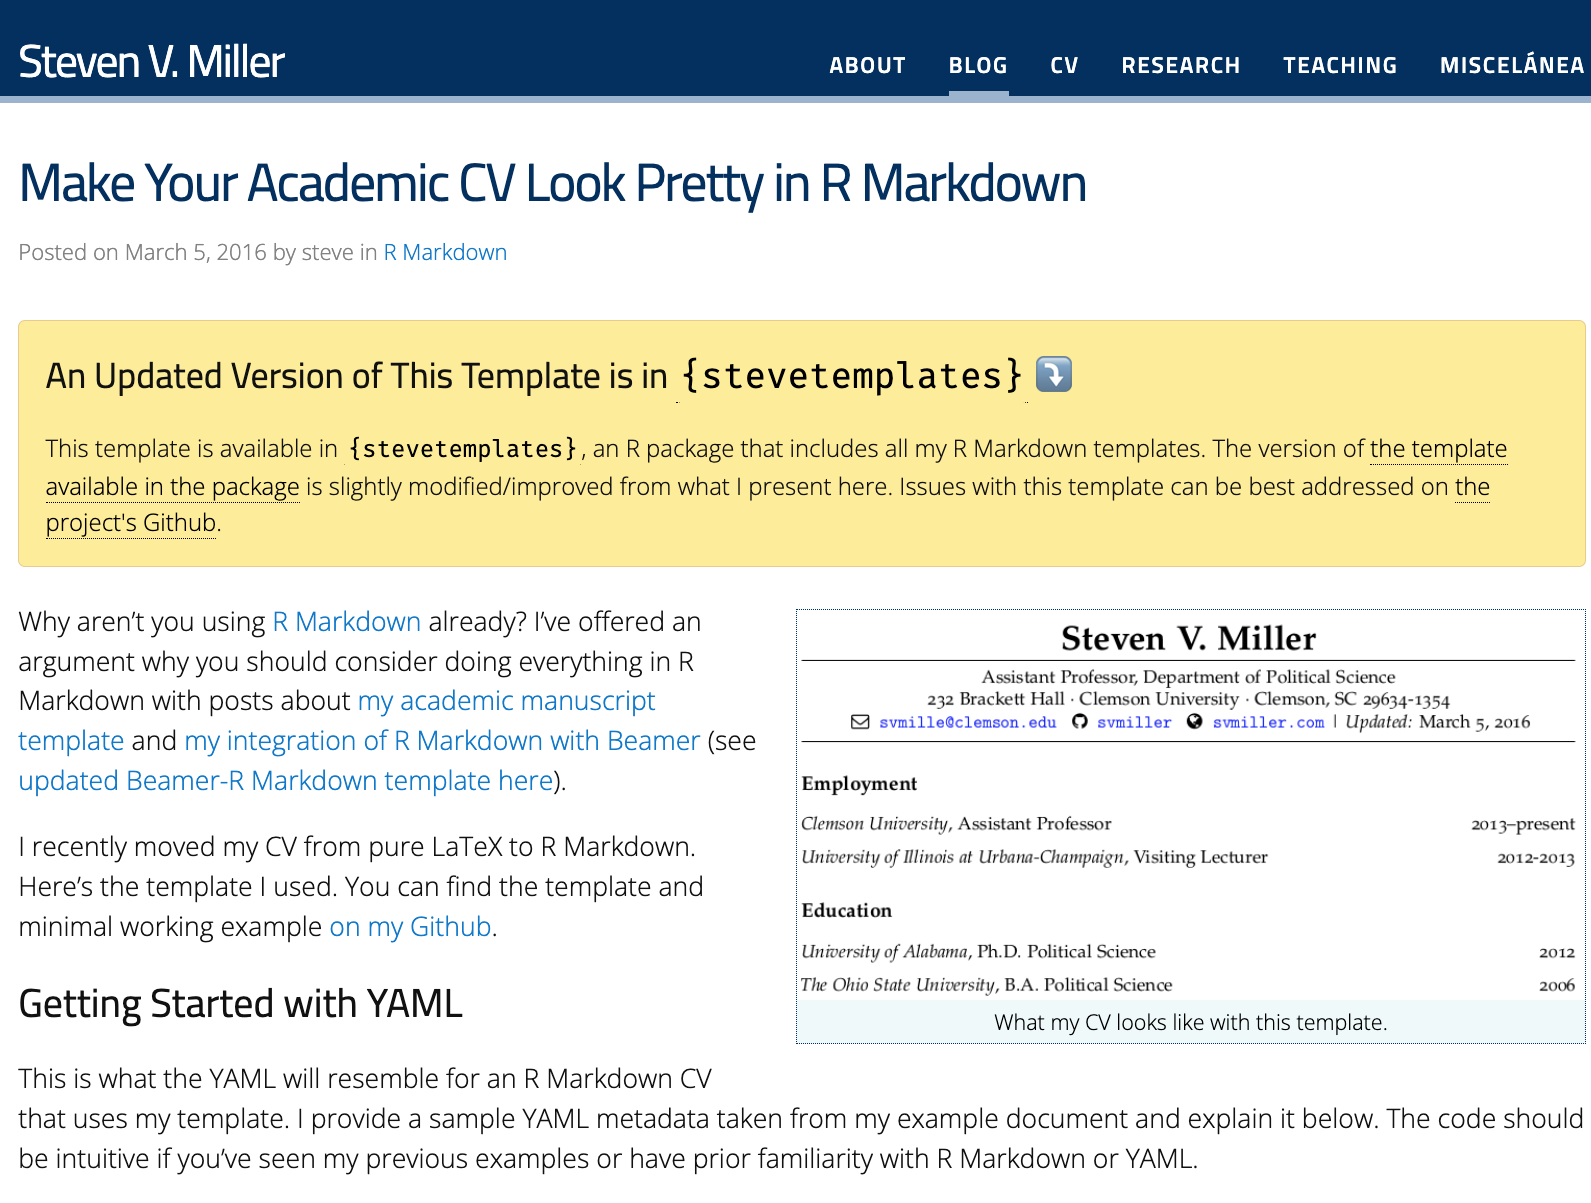 Steven V. Miller
ABOUT BLOG CV RESEARCH TEACHING MISCELÁNEA
Make Your Academic CV Look Pretty in R Markdown
Posted on March 5, 2016 by steve in R Markdown
An Updated Version of This Template is in {stevetemplates} ⤵️
This template is available in {stevetemplates}, an R package that includes all my R Markdown templates. The version of the template
available in the package is slightly modified/improved from what I present here. Issues with this template can be best addressed on the
project's Github.
Why aren’t you using R Markdown already? I’ve offered an
argument why you should consider doing everything in R
Markdown with posts about my academic manuscript
template and my integration of R Markdown with Beamer (see
updated Beamer-R Markdown template here).
I recently moved my CV from pure LaTeX to R Markdown.
Here’s the template I used. You can find the template and
minimal working example on my Github.
Steven V. Miller
Assistant Professor, Department of Political Science
232 Brackett Hall · Clemson University · Clemson, SC 29634-1354
svmille@clemson.edu svmiller svmiller.com | Updated: March 5, 2016
Employment
Clemson University, Assistant Professor 2013–present
University of Illinois at Urbana-Champaign, Visiting Lecturer 2012-2013
Education
University of Alabama, Ph.D. Political Science 2012
The Ohio State University, B.A. Political Science 2006
What my CV looks like with this template.
Getting Started with YAML
This is what the YAML will resemble for an R Markdown CV
that uses my template. I provide a sample YAML metadata taken from my example document and explain it below. The code should
be intuitive if you’ve seen my previous examples or have prior familiarity with R Markdown or YAML.